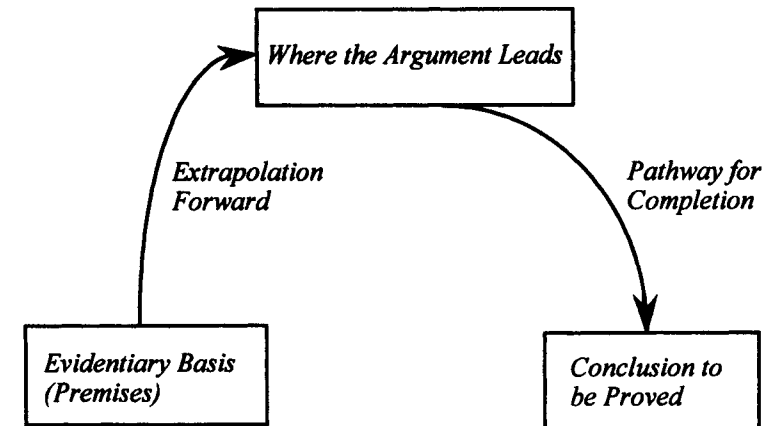 Where the Argument Leads
Extrapolation
Forward
Pathway for
Completion
Evidentiary Basis
(Premises)
Conclusion to
be Proved